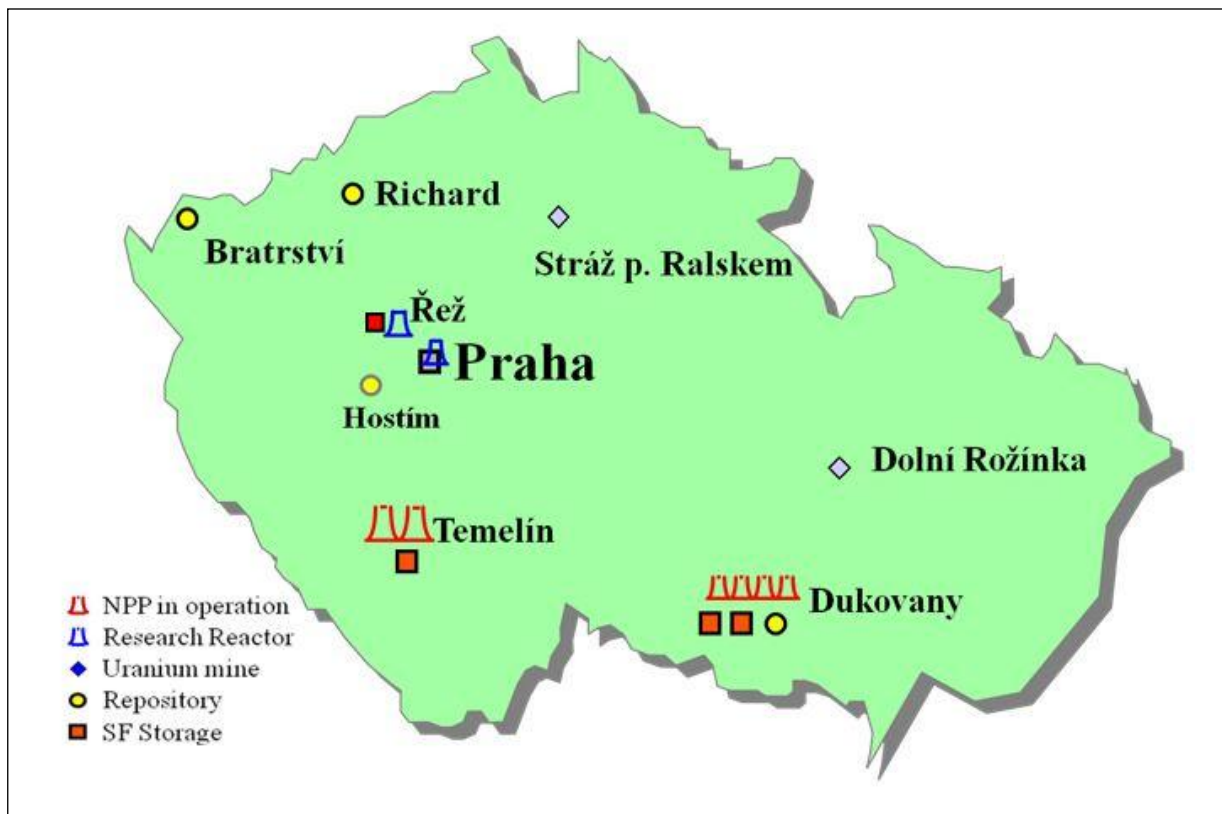 Richard
Bratrství
Stráž p. Ralskem
Řež
Praha
Hostím
Dolní Rožínka
Temelín
Dukovany
NPP in operation
Research Reactor
Uranium mine
Repository
SF Storage